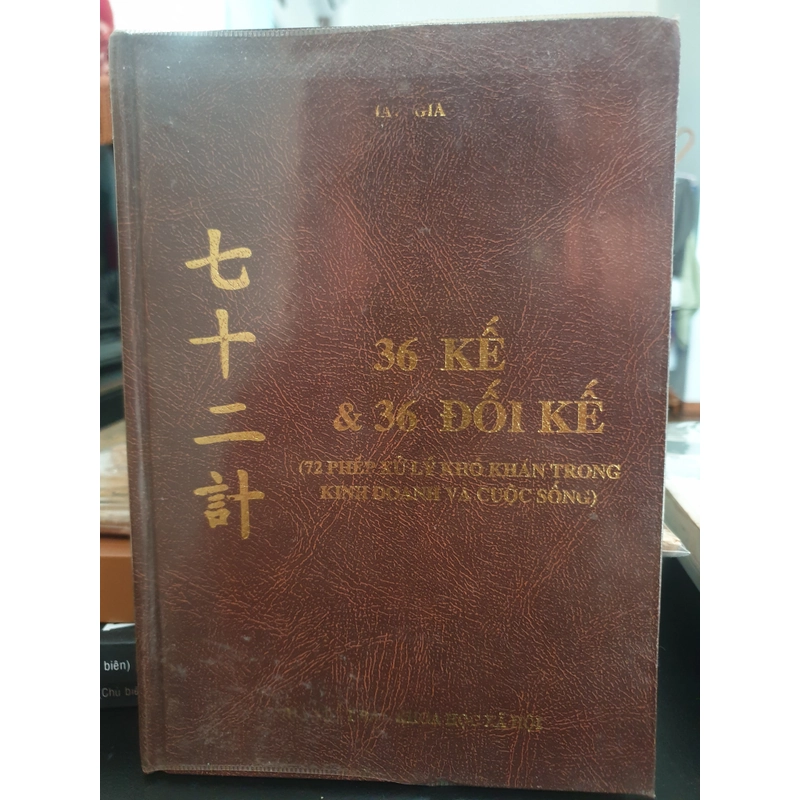 GIA
七十二計
36 KẾ
& 36 ĐỐI KẾ
(72 PHÉP XỬ LÝ KHÓ KHĂN TRONG
KINH DOANH VÀ CUỘC SỐNG)
KHOA HỌC XÃ HỘI
biên)
Chu